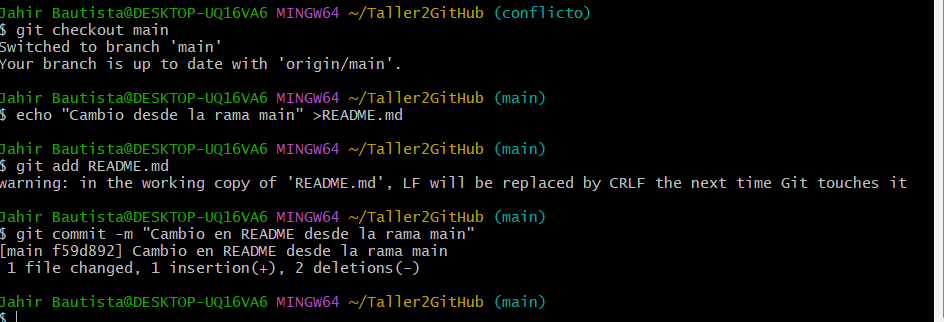 Jahir Bautista@DESKTOP-UQ16VA6 MINGW64 ~/Taller2GitHub (conflicto)
$ git checkout main
Switched to branch 'main'
Your branch is up to date with 'origin/main'.
Jahir Bautista@DESKTOP-UQ16VA6 MINGW64 ~/Taller2GitHub (main)
$ echo "Cambio desde la rama main" >README.md
Jahir Bautista@DESKTOP-UQ16VA6 MINGW64 ~/Taller2GitHub (main)
$ git add README.md
warning: in the working copy of 'README.md', LF will be replaced by CRLF the next time Git touches it
Jahir Bautista@DESKTOP-UQ16VA6 MINGW64 ~/Taller2GitHub (main)
$ git commit -m "Cambio en README desde la rama main"
[main f59d892] Cambio en README desde la rama main
1 file changed, 1 insertion(+), 2 deletions(-)
Jahir Bautista@DESKTOP-UQ16VA6 MINGW64 ~/Taller2GitHub (main)
$